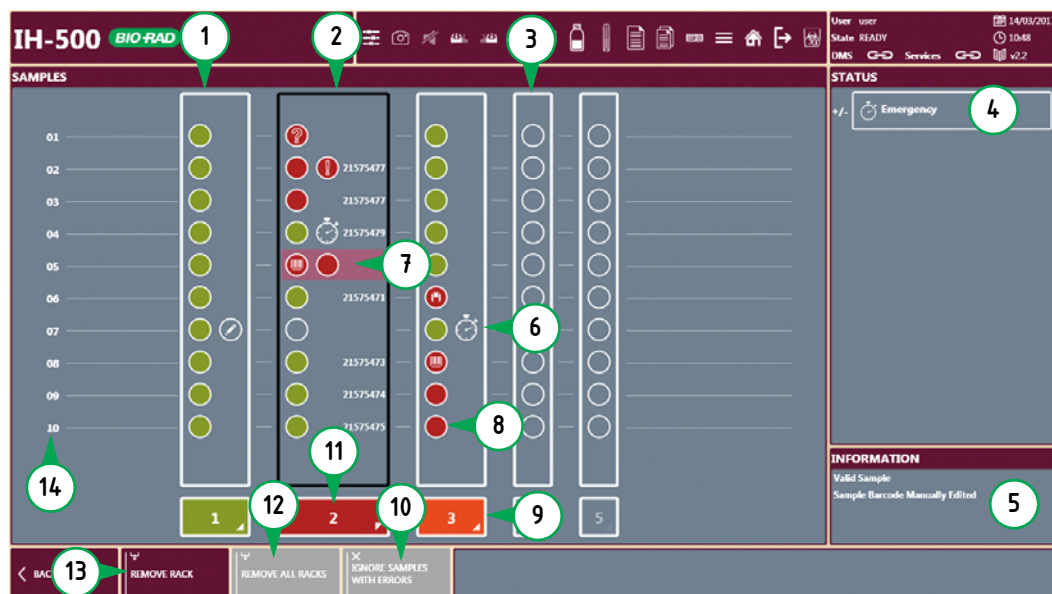 IH-500 BIO-RAD
1
2
3
User user
14/03/201
State READY
10:48
DMS Services v2.2
SAMPLES
STATUS
+/- Emergency
4
01
02 21575477
03 21575477
04 21575479
05
7
06 21575471
07
6
08 21575473
09 21575474
10 21575475
8
14
11
12
10
9
1
2
3
5
INFORMATION
Valid Sample
Sample Barcode Manually Edited
5
13
REMOVE RACK
REMOVE ALL RACKS
IGNORE SAMPLES
WITH ERRORS